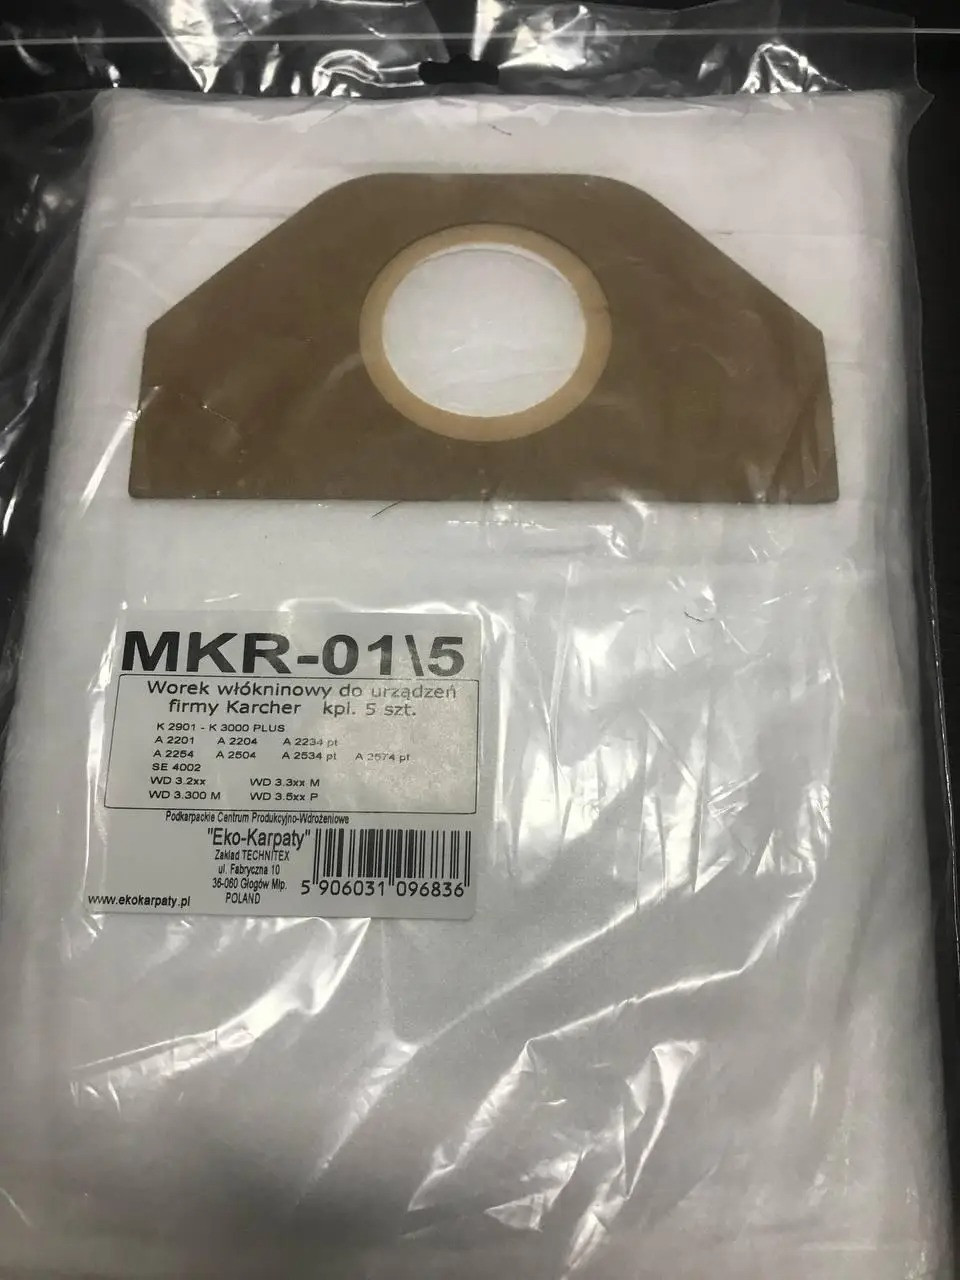 MKR-01\5
Worek włókninowy do urządzeń
firmy Karcher kpl. 5 szt.
K 2901 - K 3000 PLUS
A 2201 A 2204 A 2234 pt
A 2254 A 2504 A 2534 pt A 2574 pt
SE 4002
WD 3.2xx WD 3.3xx M
WD 3.300 M WD 3.5xx P
Podkarpackie Centrum Produkcyjno-Wdrożeniowe
"Eko-Karpaty"
Zakład TECHNITEX
ul. Fabryczna 10
36-060 Głogów Młp.
POLAND
www.ekokarpaty.pl
5 906031 096836